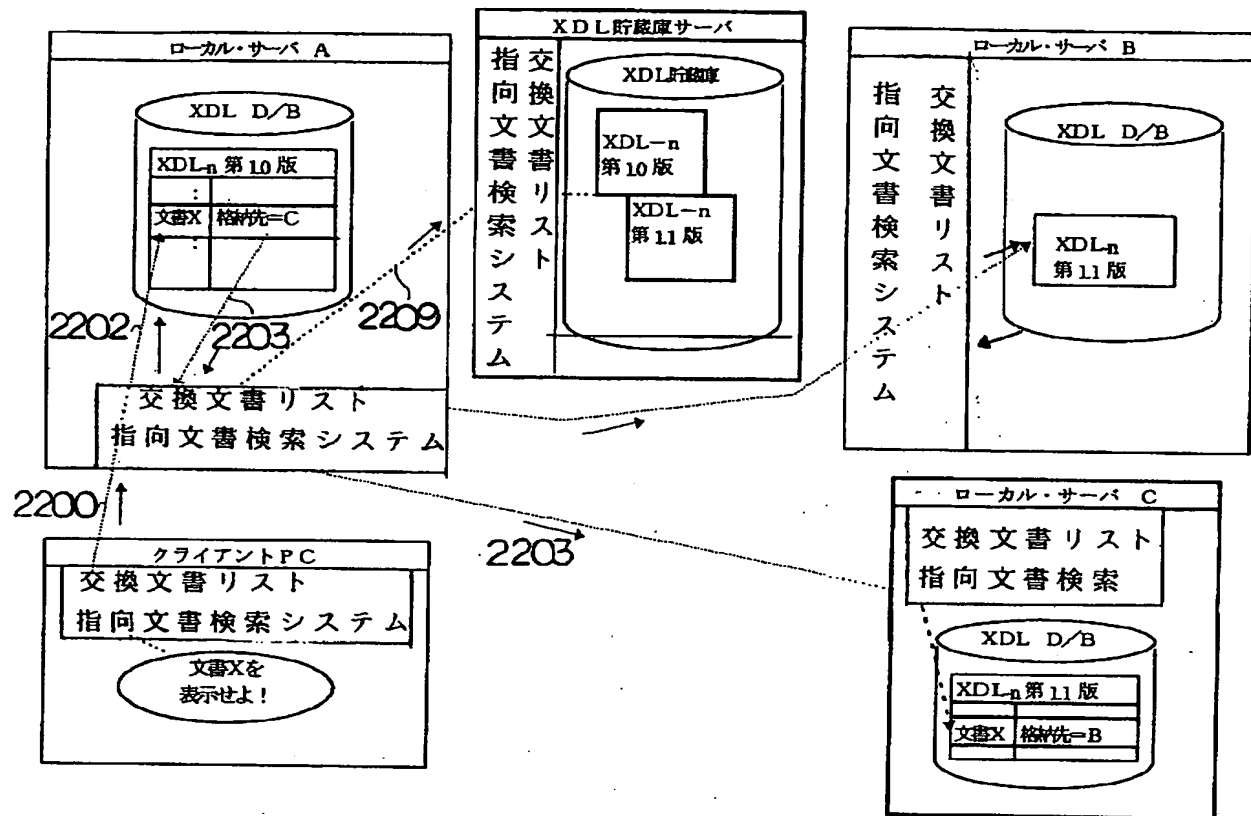 ローカル・サーバ A
XDL D/B
XDL-n 第1.0版
文書X 格納先=C
2202
2203
2209
交換文書リスト
指向文書検索システム
2200
クライアントPC
交換文書リスト
指向文書検索システム
文書Xを
表示せよ!
XDL貯蔵庫サーバ
交換文書リスト
指向文書検索システム
XDL貯蔵庫
XDL-n
第1.0版
XDL-n
第1.1版
ローカル・サーバ B
交換文書リスト
指向文書検索システム
XDL D/B
XDL-n
第1.1版
2203
ローカル・サーバ C
交換文書リスト
指向文書検索
XDL D/B
XDL-n 第1.1版
文書X 格納先=B